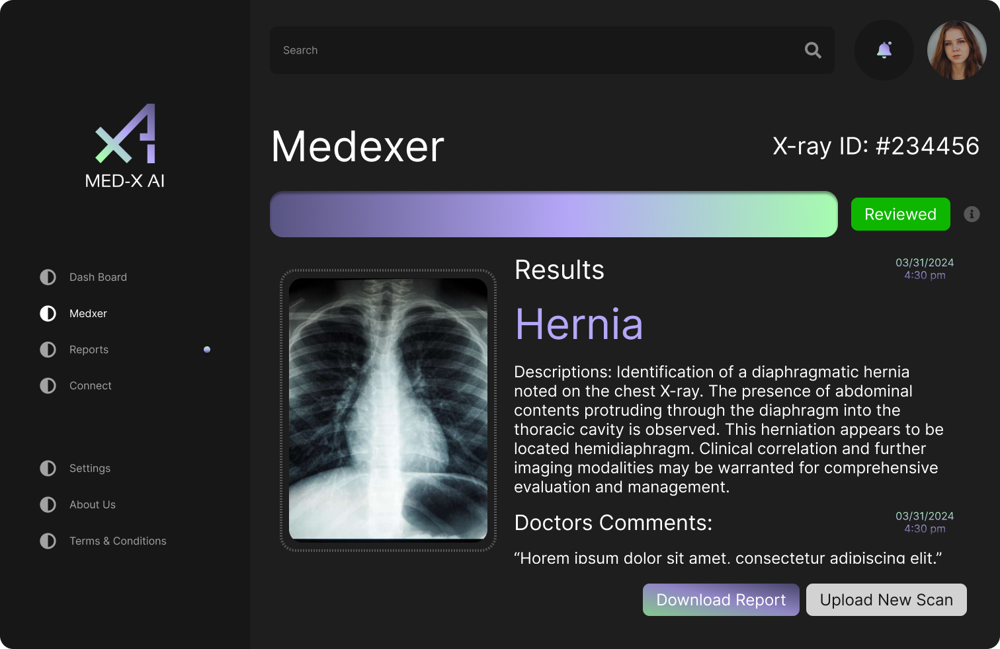 Search
MED-X AI
Medexer
X-ray ID: #234456
Reviewed
Dash Board
Medxer
Reports
Connect
Settings
About Us
Terms & Conditions
Results
03/31/2024
4:30 pm
Hernia
Descriptions: Identification of a diaphragmatic hernia
noted on the chest X-ray. The presence of abdominal
contents protruding through the diaphragm into the
thoracic cavity is observed. This herniation appears to be
located hemidiaphragm. Clinical correlation and further
imaging modalities may be warranted for comprehensive
evaluation and management.
Doctors Comments:
03/31/2024
4:30 pm
“Horem ipsum dolor sit amet, consectetur adipiscing elit.”
Download Report
Upload New Scan